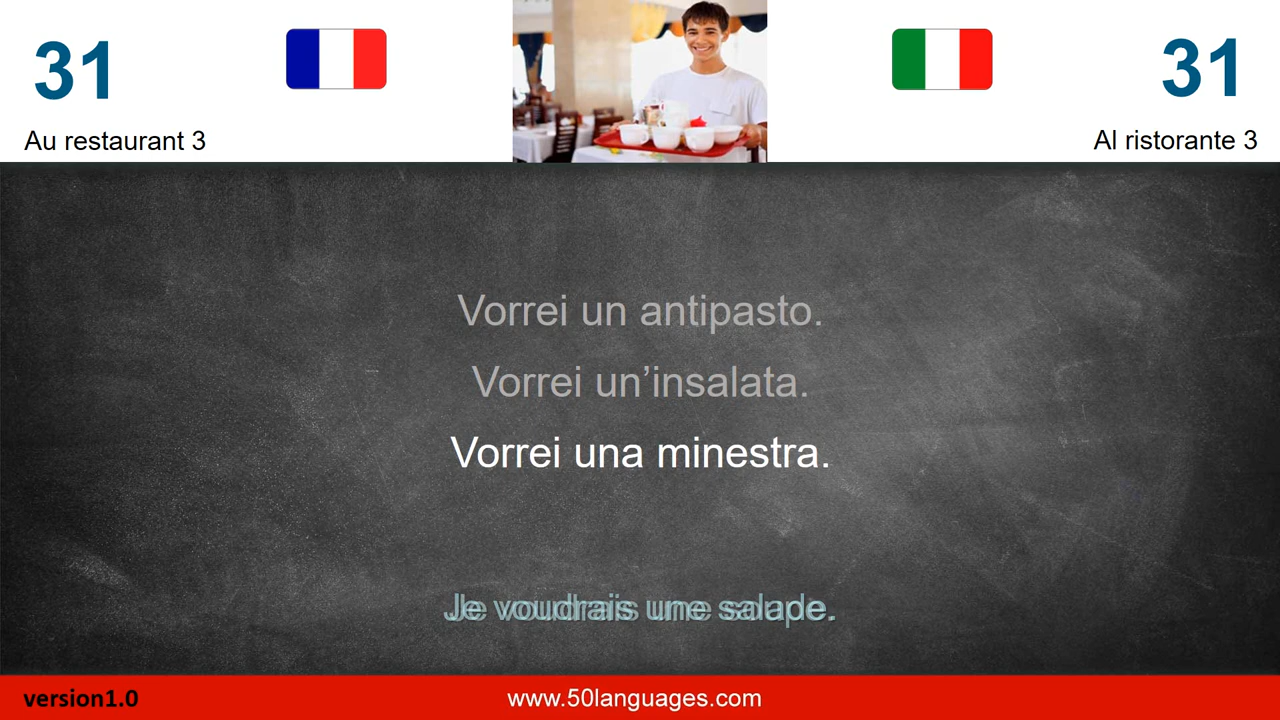 31
31
Au restaurant 3
Al ristorante 3
Vorrei un antipasto.
Vorrei un’insalata.
Vorrei una minestra.
Je voudrais une
version1.0
www.50languages.com